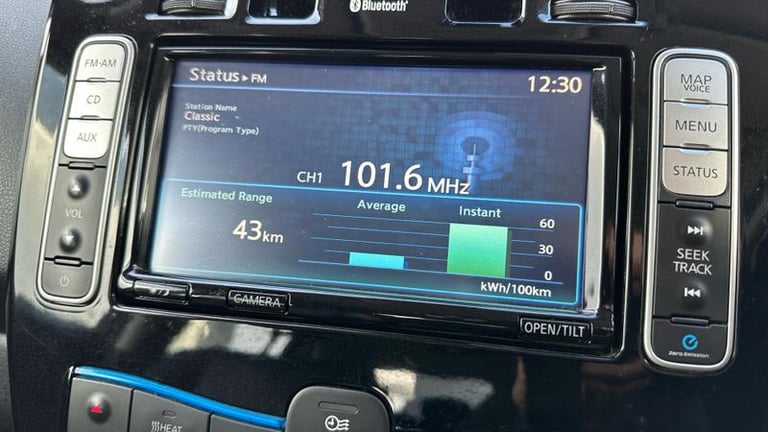 Bluetooth®
FM-AM
CD
AUX
VOL
Status ▸ FM
12:30
Station Name
Classic
PTY(Program Type)
CH1 101.6 MHz
Estimated Range
43km
Average
Instant
60
30
0
kWh/100km
CAMERA
OPEN/TILT
MAP
VOICE
MENU
STATUS
SEEK
TRACK
Zero Emission
HEAT